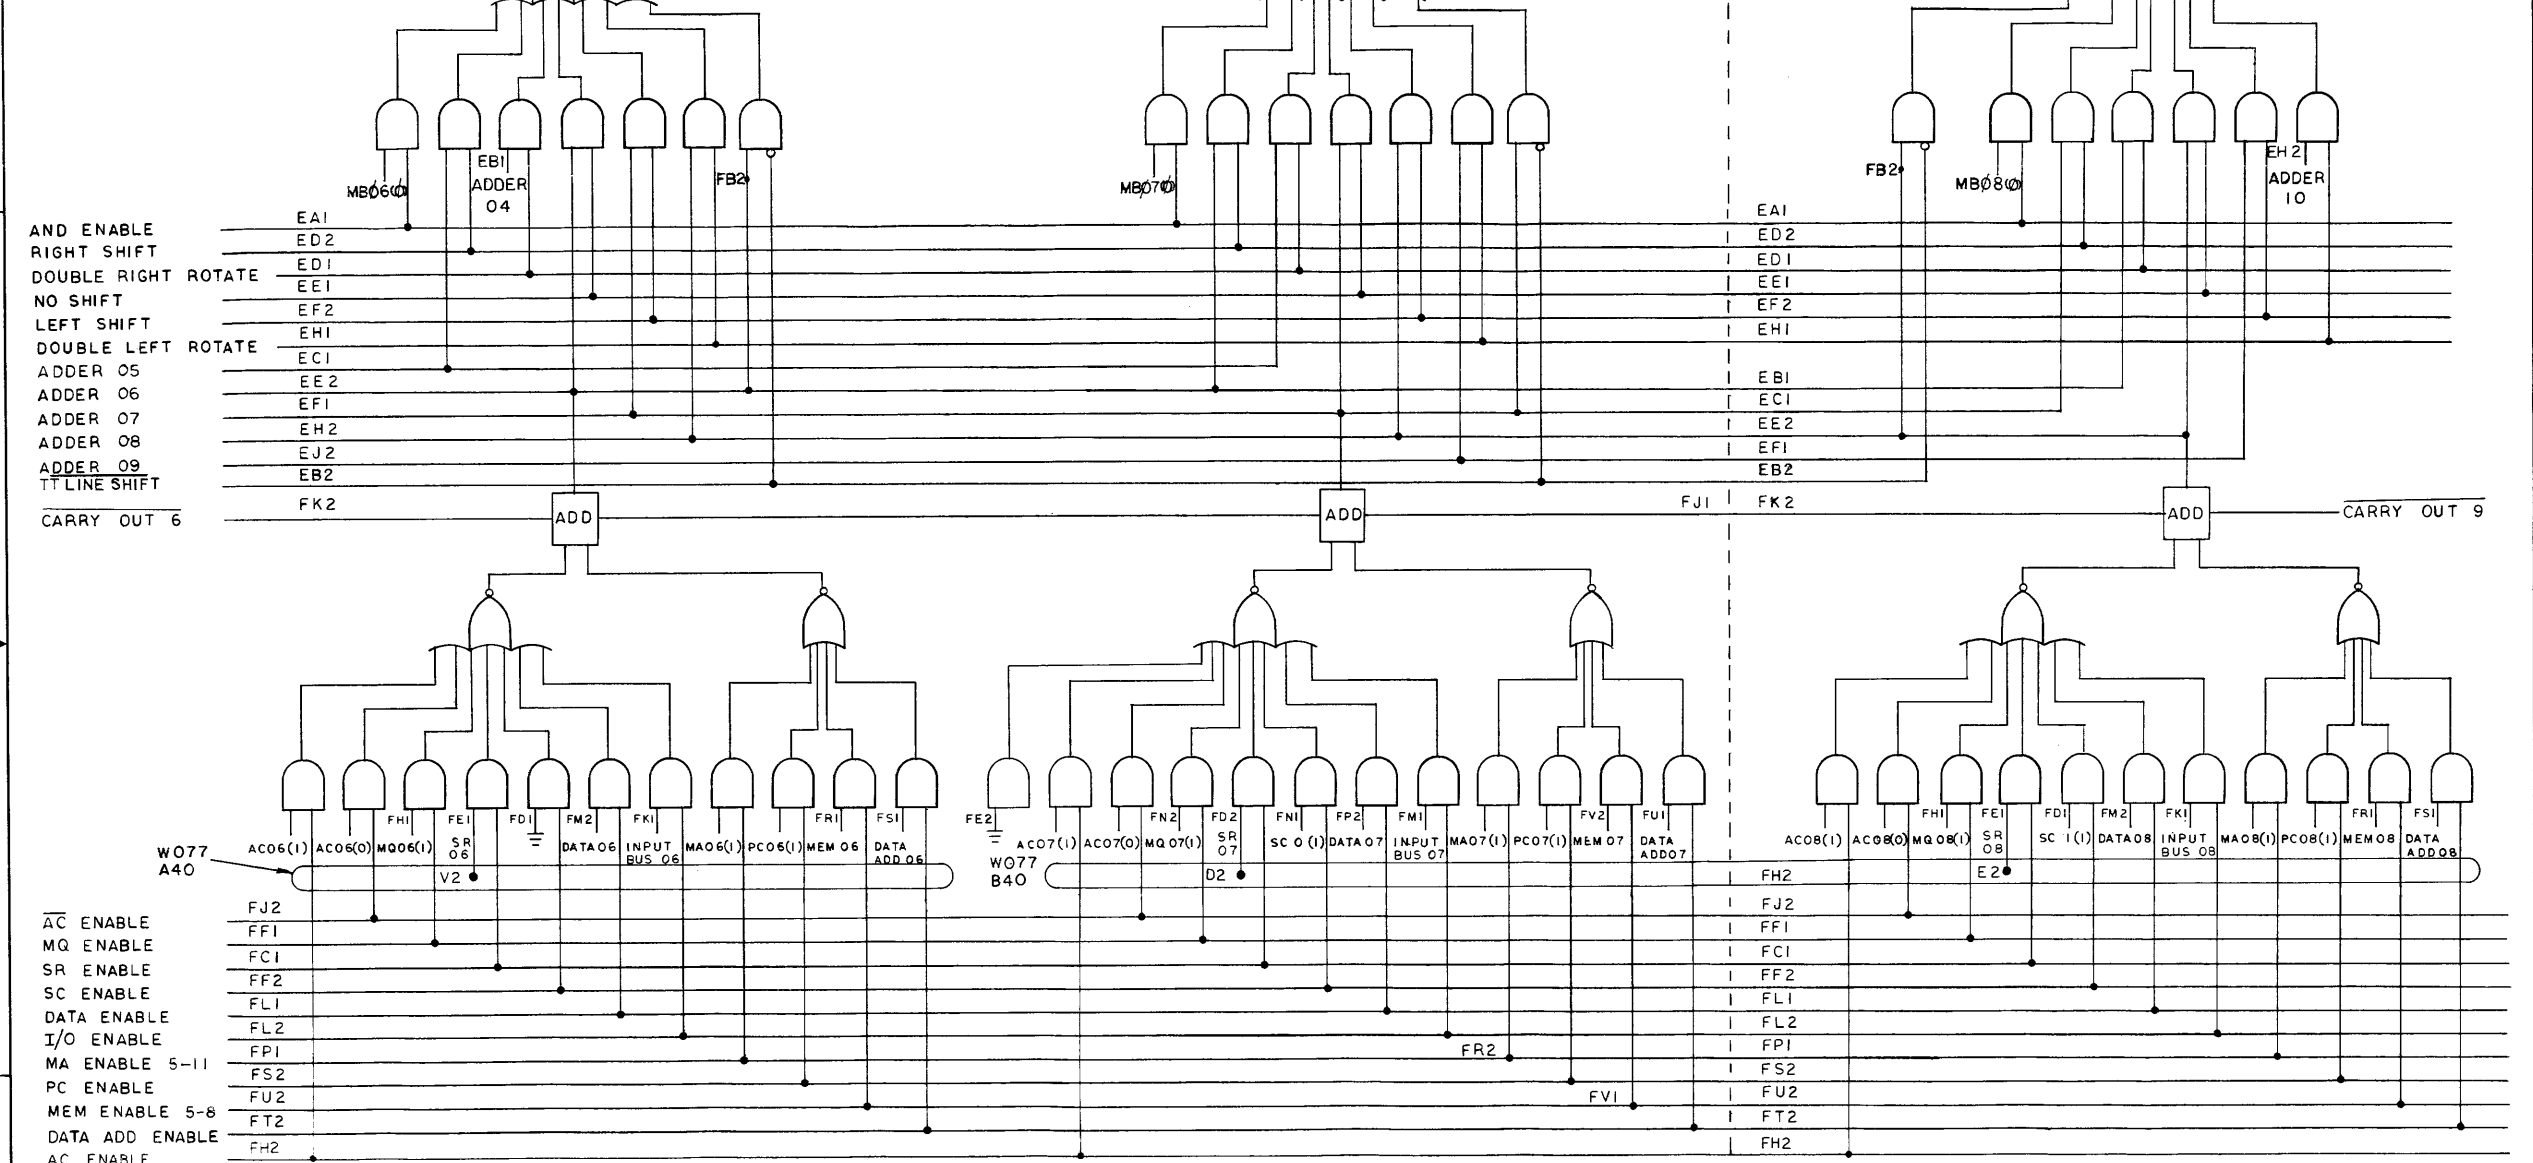 EB1
ADDER
04
MBØ6(Ø)
FB2
MBØ7(Ø)
FB2
MBØ8(Ø)
EH2
ADDER
10
AND ENABLE EA1 EA1
RIGHT SHIFT ED2 ED2
DOUBLE RIGHT ROTATE ED1 ED1
NO SHIFT EE1 EE1
LEFT SHIFT EF2 EF2
DOUBLE LEFT ROTATE EH1 EH1
ADDER 05 EC1
ADDER 06 EE2 EB1
ADDER 07 EF1 EC1
ADDER 08 EH2 EE2
ADDER 09 EJ2 EF1
TT LINE SHIFT EB2 EB2
CARRY OUT 6 FK2 ADD ADD FJ1 FK2 ADD CARRY OUT 9
FH1 FE1 FD1 FM2 FK1 FR1 FS1 FE2 FN2 FD2 FN1 FP2 FM1 FV2 FU1 FH1 FE1 FD1 FM2 FK1 FR1 FS1
AC06(1) AC06(0) MQ06(1) SR 06 DATA 06 INPUT BUS 06 MA06(1) PC06(1) MEM 06 DATA ADD 06
AC07(1) AC07(0) MQ07(1) SR 07 SC 0 (1) DATA 07 INPUT BUS 07 MA07(1) PC07(1) MEM 07 DATA ADD07
AC08(1) AC08(0) MQ08(1) SR 08 SC 1 (1) DATA 08 INPUT BUS 08 MA08(1) PC08(1) MEM 08 DATA ADD 08
W077
A40
V2
W077
B40
D2
E2
FH2
AC ENABLE FJ2 FJ2
MQ ENABLE FF1 FF1
SR ENABLE FC1 FC1
SC ENABLE FF2 FF2
DATA ENABLE FL1 FL1
I/O ENABLE FL2 FL2
MA ENABLE 5-11 FP1 FR2 FP1
PC ENABLE FS2 FS2
MEM ENABLE 5-8 FU2 FV1 FU2
DATA ADD ENABLE FT2 FT2
AC ENABLE FH2 FH2